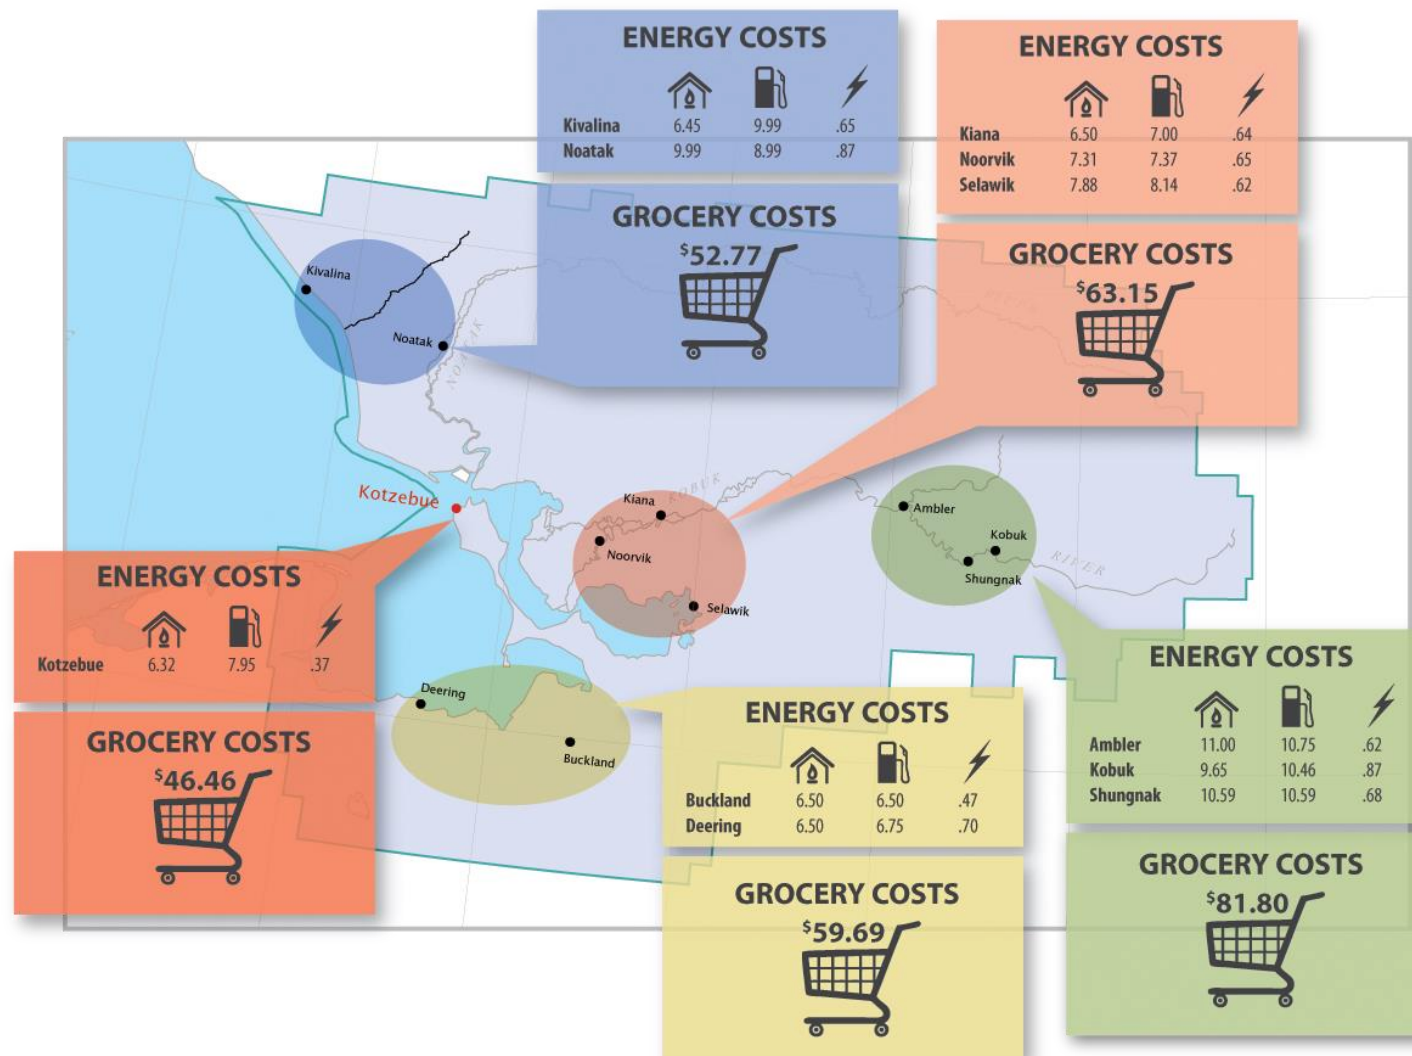 ENERGY COSTS
Kivalina 6.45 9.99 .65
Noatak 9.99 8.99 .87
GROCERY COSTS
$52.77
ENERGY COSTS
Kiana 6.50 7.00 .64
Noorvik 7.31 7.37 .65
Selawik 7.88 8.14 .62
GROCERY COSTS
$63.15
Kivalina
Noatak
NOATAK
Kotzebue
Kiana
KOBUK
Noorvik
Selawik
Ambler
Kobuk
Shungnak
RIVER
Deering
Buckland
ENERGY COSTS
Kotzebue 6.32 7.95 .37
GROCERY COSTS
$46.46
ENERGY COSTS
Buckland 6.50 6.50 .47
Deering 6.50 6.75 .70
GROCERY COSTS
$59.69
ENERGY COSTS
Ambler 11.00 10.75 .62
Kobuk 9.65 10.46 .87
Shungnak 10.59 10.59 .68
GROCERY COSTS
$81.80